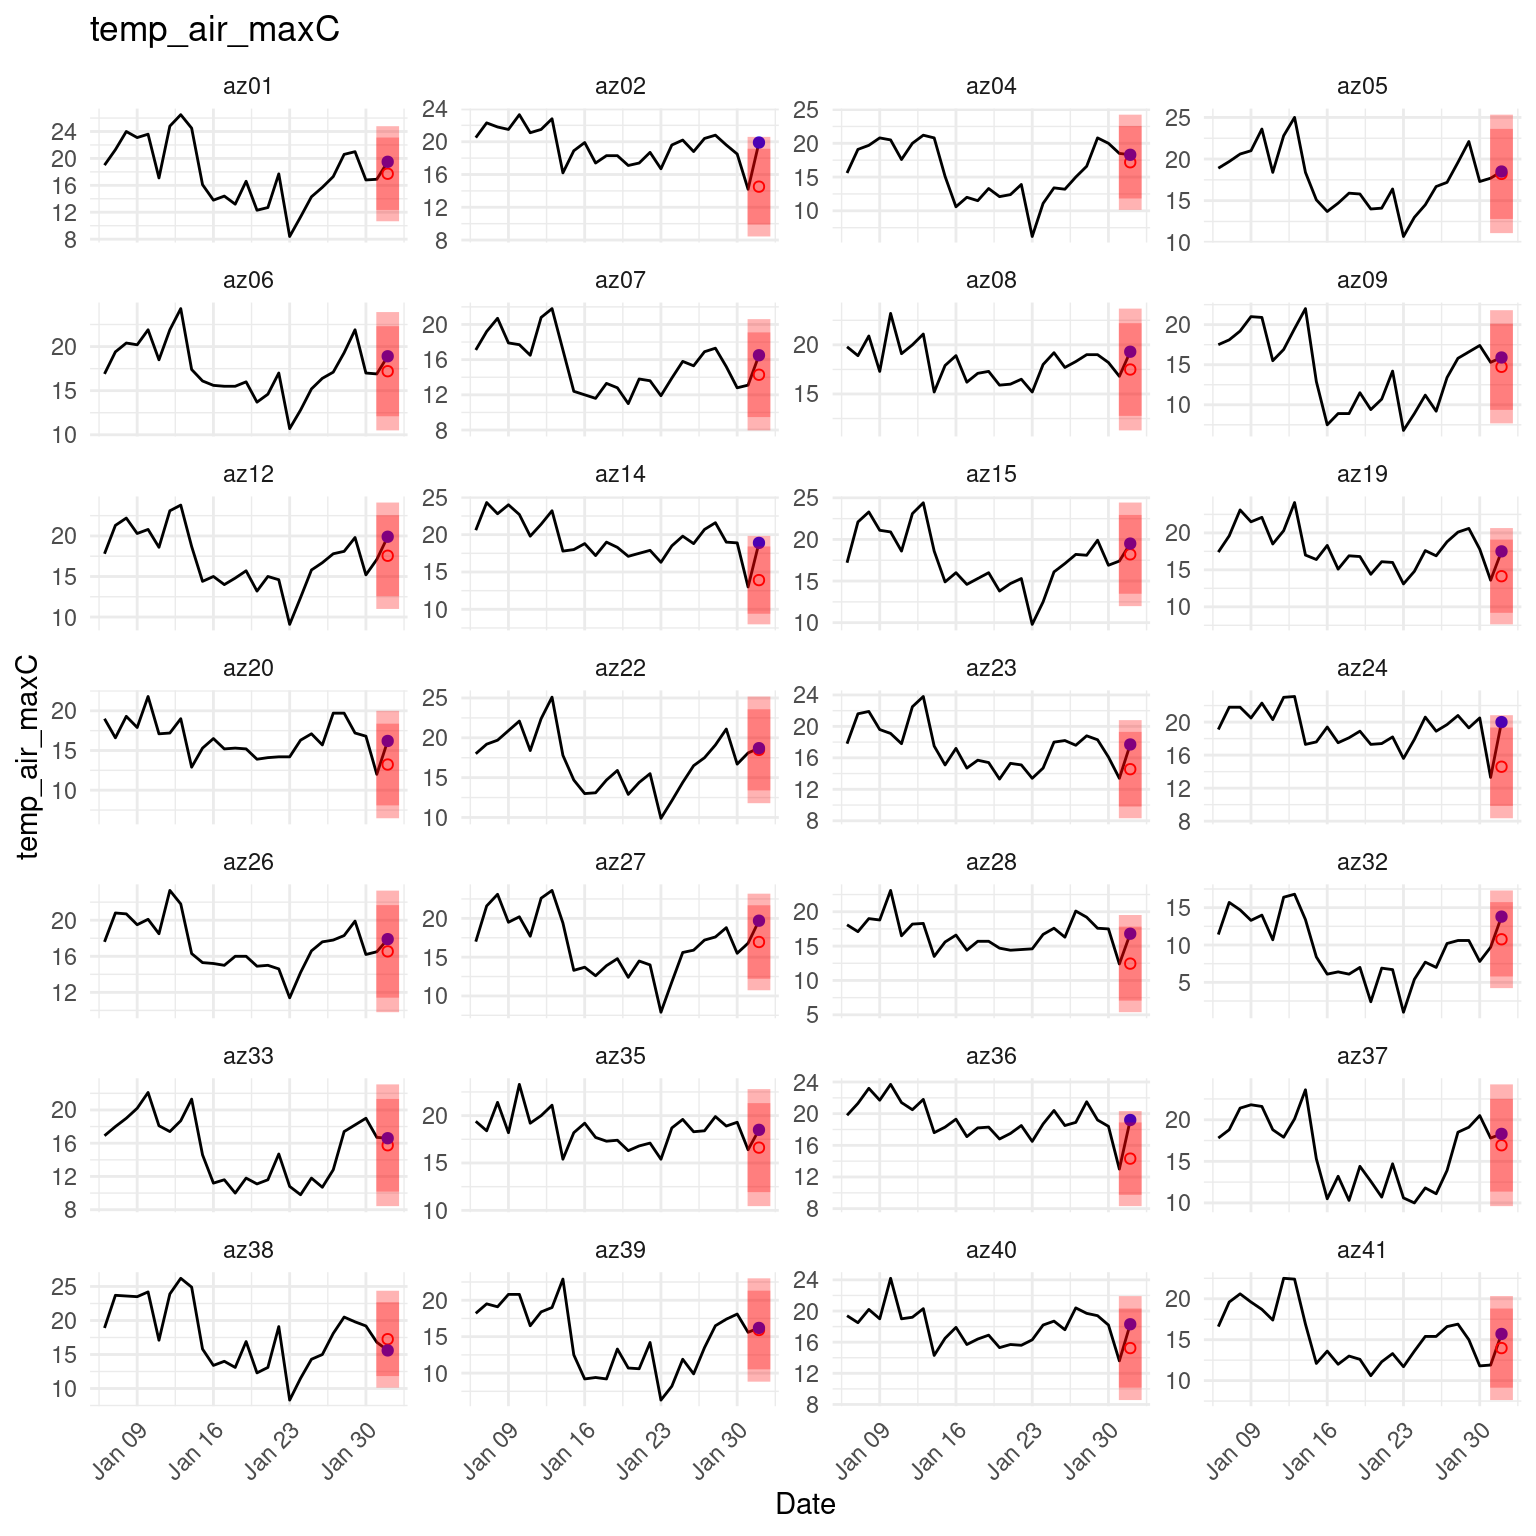 temp_air_maxC
az01 az02 az04 az05
24 20 16 12 8
24 20 16 12 8
25 20 15 10
25 20 15 10
az06 az07 az08 az09
20 15 10
20 16 12 8
20 15
20 15 10
az12 az14 az15 az19
20 15 10
25 20 15 10
25 20 15 10
20 15 10
az20 az22 az23 az24
20 15 10
25 20 15 10
24 20 16 12 8
20 16 12 8
az26 az27 az28 az32
20 16 12
20 15 10
20 15 10 5
15 10 5
az33 az35 az36 az37
20 16 12 8
20 15 10
24 20 16 12 8
20 15 10
az38 az39 az40 az41
25 20 15 10
20 15 10
24 20 16 12 8
20 15 10
temp_air_maxC
Jan 09 Jan 16 Jan 23 Jan 30
Jan 09 Jan 16 Jan 23 Jan 30
Jan 09 Jan 16 Jan 23 Jan 30
Jan 09 Jan 16 Jan 23 Jan 30
Date